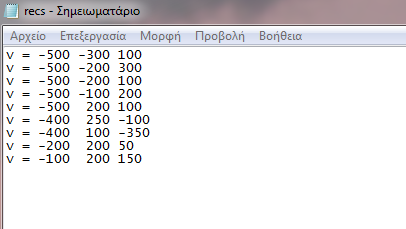 recs - Σημειωματάριο
Αρχείο Επεξεργασία Μορφή Προβολή Βοήθεια
v = -500 -300 100
v = -500 -200 300
v = -500 -200 100
v = -500 -100 200
v = -500  200 100
v = -400  250 -100
v = -400  100 -350
v = -200  200 50
v = -100  200 150